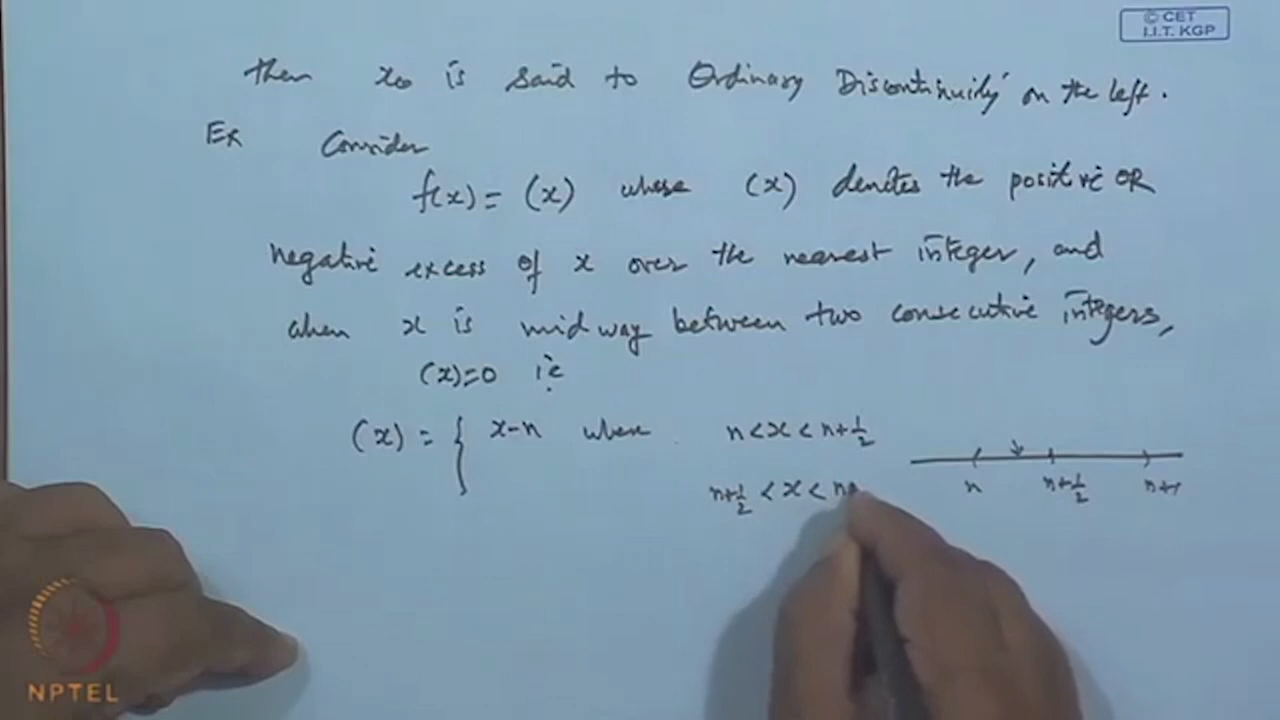 © CET
I.I.T. KGP
then x₀ is said to Ordinary Discontinuity on the left.
Ex Consider
f(x) = (x) where (x) denotes the positive OR
negative excess of x over the nearest integer, and
when x is midway between two consecutive integers,
(x)=0 ie
(x) = { x-n where n<x<n+1/2
n+1/2 <x<n+
n n+1/2 n+1
NPTEL